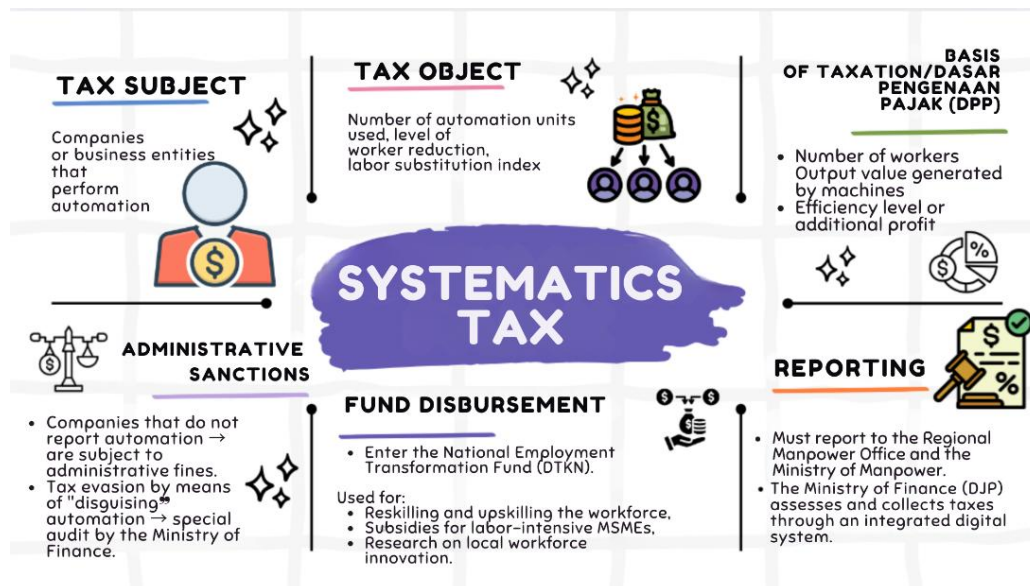 TAX SUBJECT
Companies
or business entities
that
perform
automation
TAX OBJECT
Number of automation units
used, level of
worker reduction,
labor substitution index
BASIS
OF TAXATION/DASAR
PENGENAAN
PAJAK (DPP)
• Number of workers
Output value generated
by machines
• Efficiency level or
additional profit
SYSTEMATICS
TAX
ADMINISTRATIVE
SANCTIONS
• Companies that do not
report automation →
are subject to
administrative fines.
• Tax evasion by means
of "disguising"
automation → special
audit by the Ministry of
Finance.
FUND DISBURSEMENT
• Enter the National Employment
Transformation Fund (DTKN).
Used for:
• Reskilling and upskilling the workforce,
• Subsidies for labor-intensive MSMEs,
• Research on local workforce
innovation.
REPORTING
• Must report to the Regional
Manpower Office and the
Ministry of Manpower.
• The Ministry of Finance (DJP)
assesses and collects taxes
through an integrated digital
system.